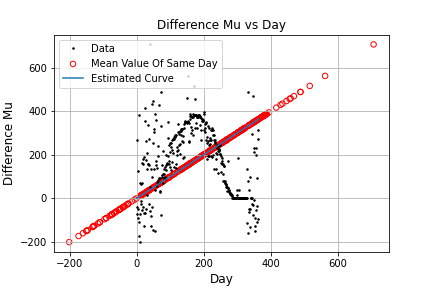 Difference Mu vs Day
Data
Mean Value Of Same Day
Estimated Curve
Difference Mu
600
400
200
0
−200
−200 0 200 400 600
Day